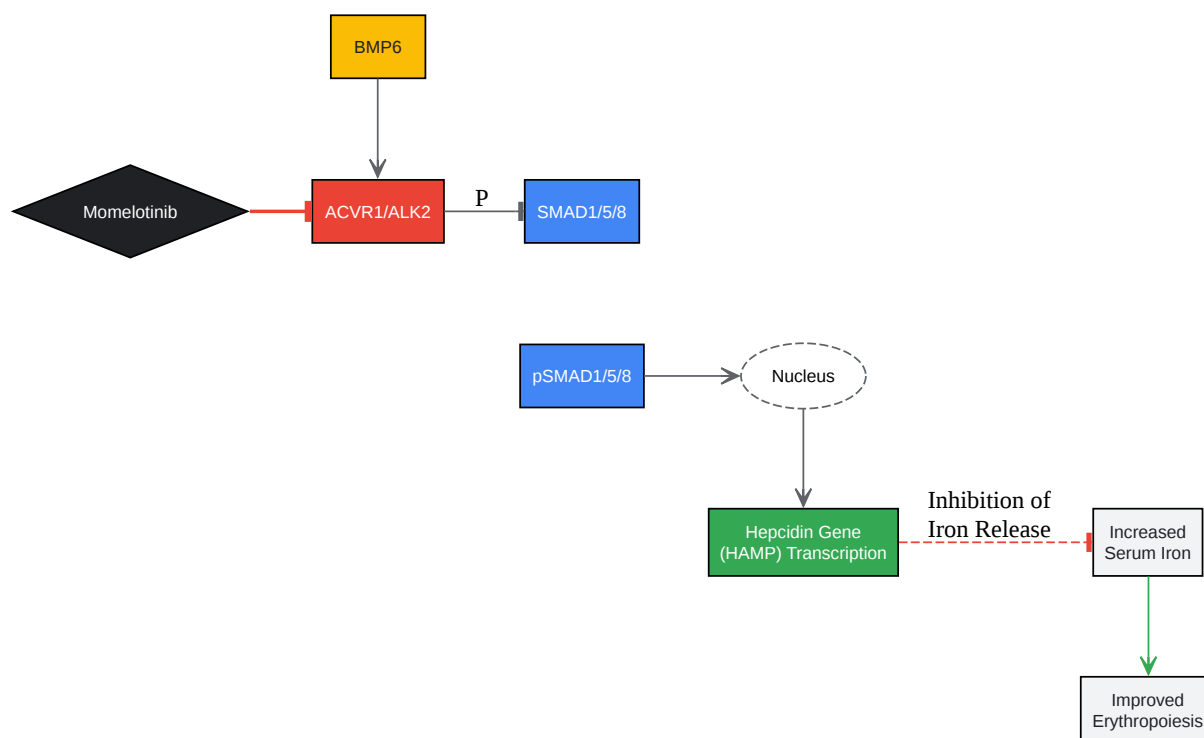 BMP6
Momelotinib
ACVR1/ALK2
P
SMAD1/5/8
pSMAD1/5/8
Nucleus
Hepcidin Gene
(HAMP) Transcription
Inhibition of
Iron Release
Increased
Serum Iron
Improved
Erythropoiesis